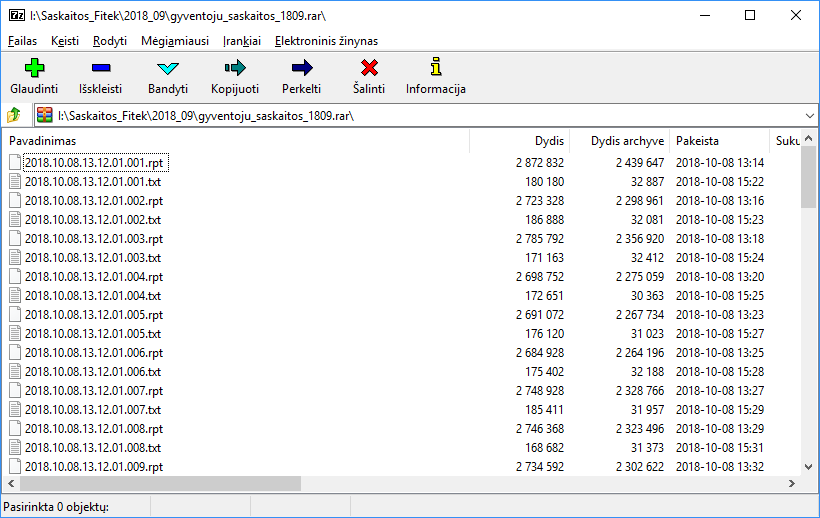 7z I:\Saskaitos_Fitek\2018_09\gyventoju_saskaitos_1809.rar\
Failas Keisti Rodyti Mėgiamiausi Įrankiai Elektroninis žinynas
Glaudinti Išskleisti Bandyti Kopijuoti Perkelti Šalinti Informacija
I:\Saskaitos_Fitek\2018_09\gyventoju_saskaitos_1809.rar\
Pavadinimas Dydis Dydis archyve Pakeista Suku
2018.10.08.13.12.01.001.rpt 2 872 832 2 439 647 2018-10-08 13:14
2018.10.08.13.12.01.001.txt 180 180 32 887 2018-10-08 15:22
2018.10.08.13.12.01.002.rpt 2 723 328 2 298 961 2018-10-08 13:16
2018.10.08.13.12.01.002.txt 186 888 32 081 2018-10-08 15:23
2018.10.08.13.12.01.003.rpt 2 785 792 2 356 920 2018-10-08 13:18
2018.10.08.13.12.01.003.txt 171 163 32 412 2018-10-08 15:24
2018.10.08.13.12.01.004.rpt 2 698 752 2 275 059 2018-10-08 13:20
2018.10.08.13.12.01.004.txt 172 651 30 363 2018-10-08 15:25
2018.10.08.13.12.01.005.rpt 2 691 072 2 267 734 2018-10-08 13:23
2018.10.08.13.12.01.005.txt 176 120 31 023 2018-10-08 15:27
2018.10.08.13.12.01.006.rpt 2 684 928 2 264 196 2018-10-08 13:25
2018.10.08.13.12.01.006.txt 175 402 32 188 2018-10-08 15:28
2018.10.08.13.12.01.007.rpt 2 748 928 2 328 766 2018-10-08 13:27
2018.10.08.13.12.01.007.txt 185 411 31 957 2018-10-08 15:29
2018.10.08.13.12.01.008.rpt 2 746 368 2 323 496 2018-10-08 13:29
2018.10.08.13.12.01.008.txt 168 682 31 373 2018-10-08 15:31
2018.10.08.13.12.01.009.rpt 2 734 592 2 302 622 2018-10-08 13:32
Pasirinkta 0 objektų: